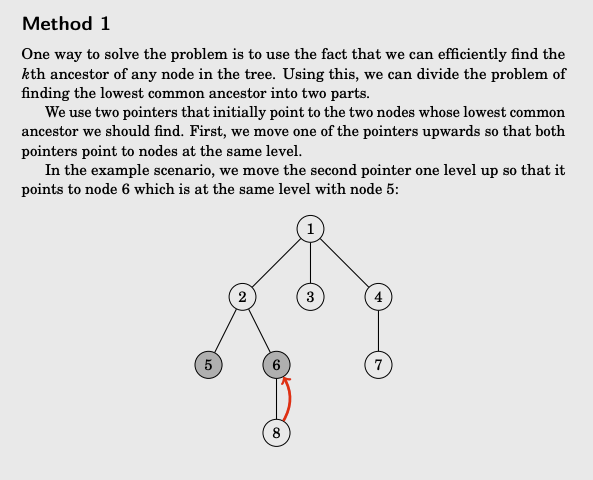 Method 1
One way to solve the problem is to use the fact that we can efficiently find the
kth ancestor of any node in the tree. Using this, we can divide the problem of
finding the lowest common ancestor into two parts.
We use two pointers that initially point to the two nodes whose lowest common
ancestor we should find. First, we move one of the pointers upwards so that both
pointers point to nodes at the same level.
In the example scenario, we move the second pointer one level up so that it
points to node 6 which is at the same level with node 5:
1
2 3 4
5 6 7
8